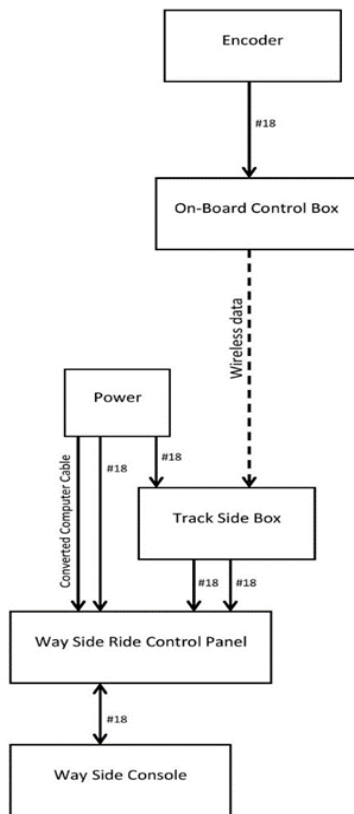 Encoder
#18
On-Board Control Box
Wireless data
Power
#18
Converted Computer Cable
#18
Track Side Box
#18
#18
Way Side Ride Control Panel
#18
Way Side Console